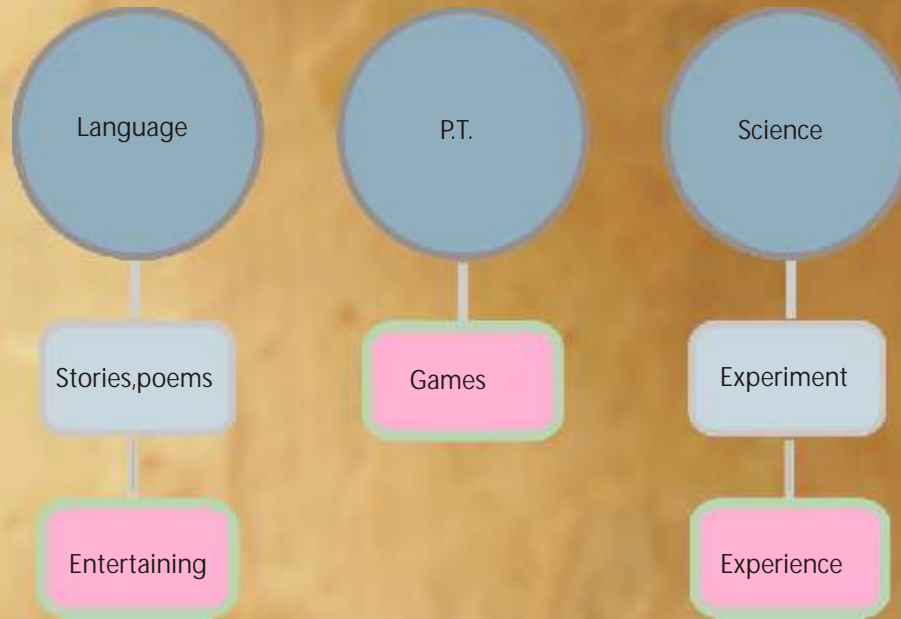 Language
P.T.
Science
Stories,poems
Games
Experiment
Entertaining
Experience